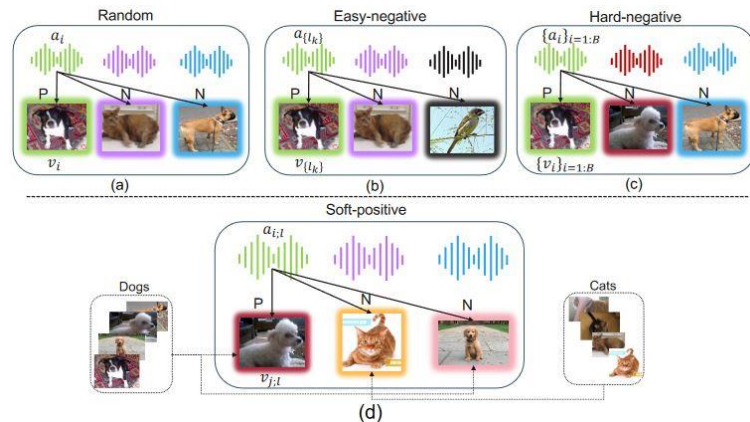 Random
a_i
P
N
N
v_i
(a)
Easy-negative
a_{l_k}
P
N
N
v_{l_k}
(b)
Hard-negative
{a_i}_{i=1:B}
P
N
N
{v_i}_{i=1:B}
(c)
Soft-positive
a_{i;l}
Dogs
P
N
N
Cats
v_{j;l}
(d)